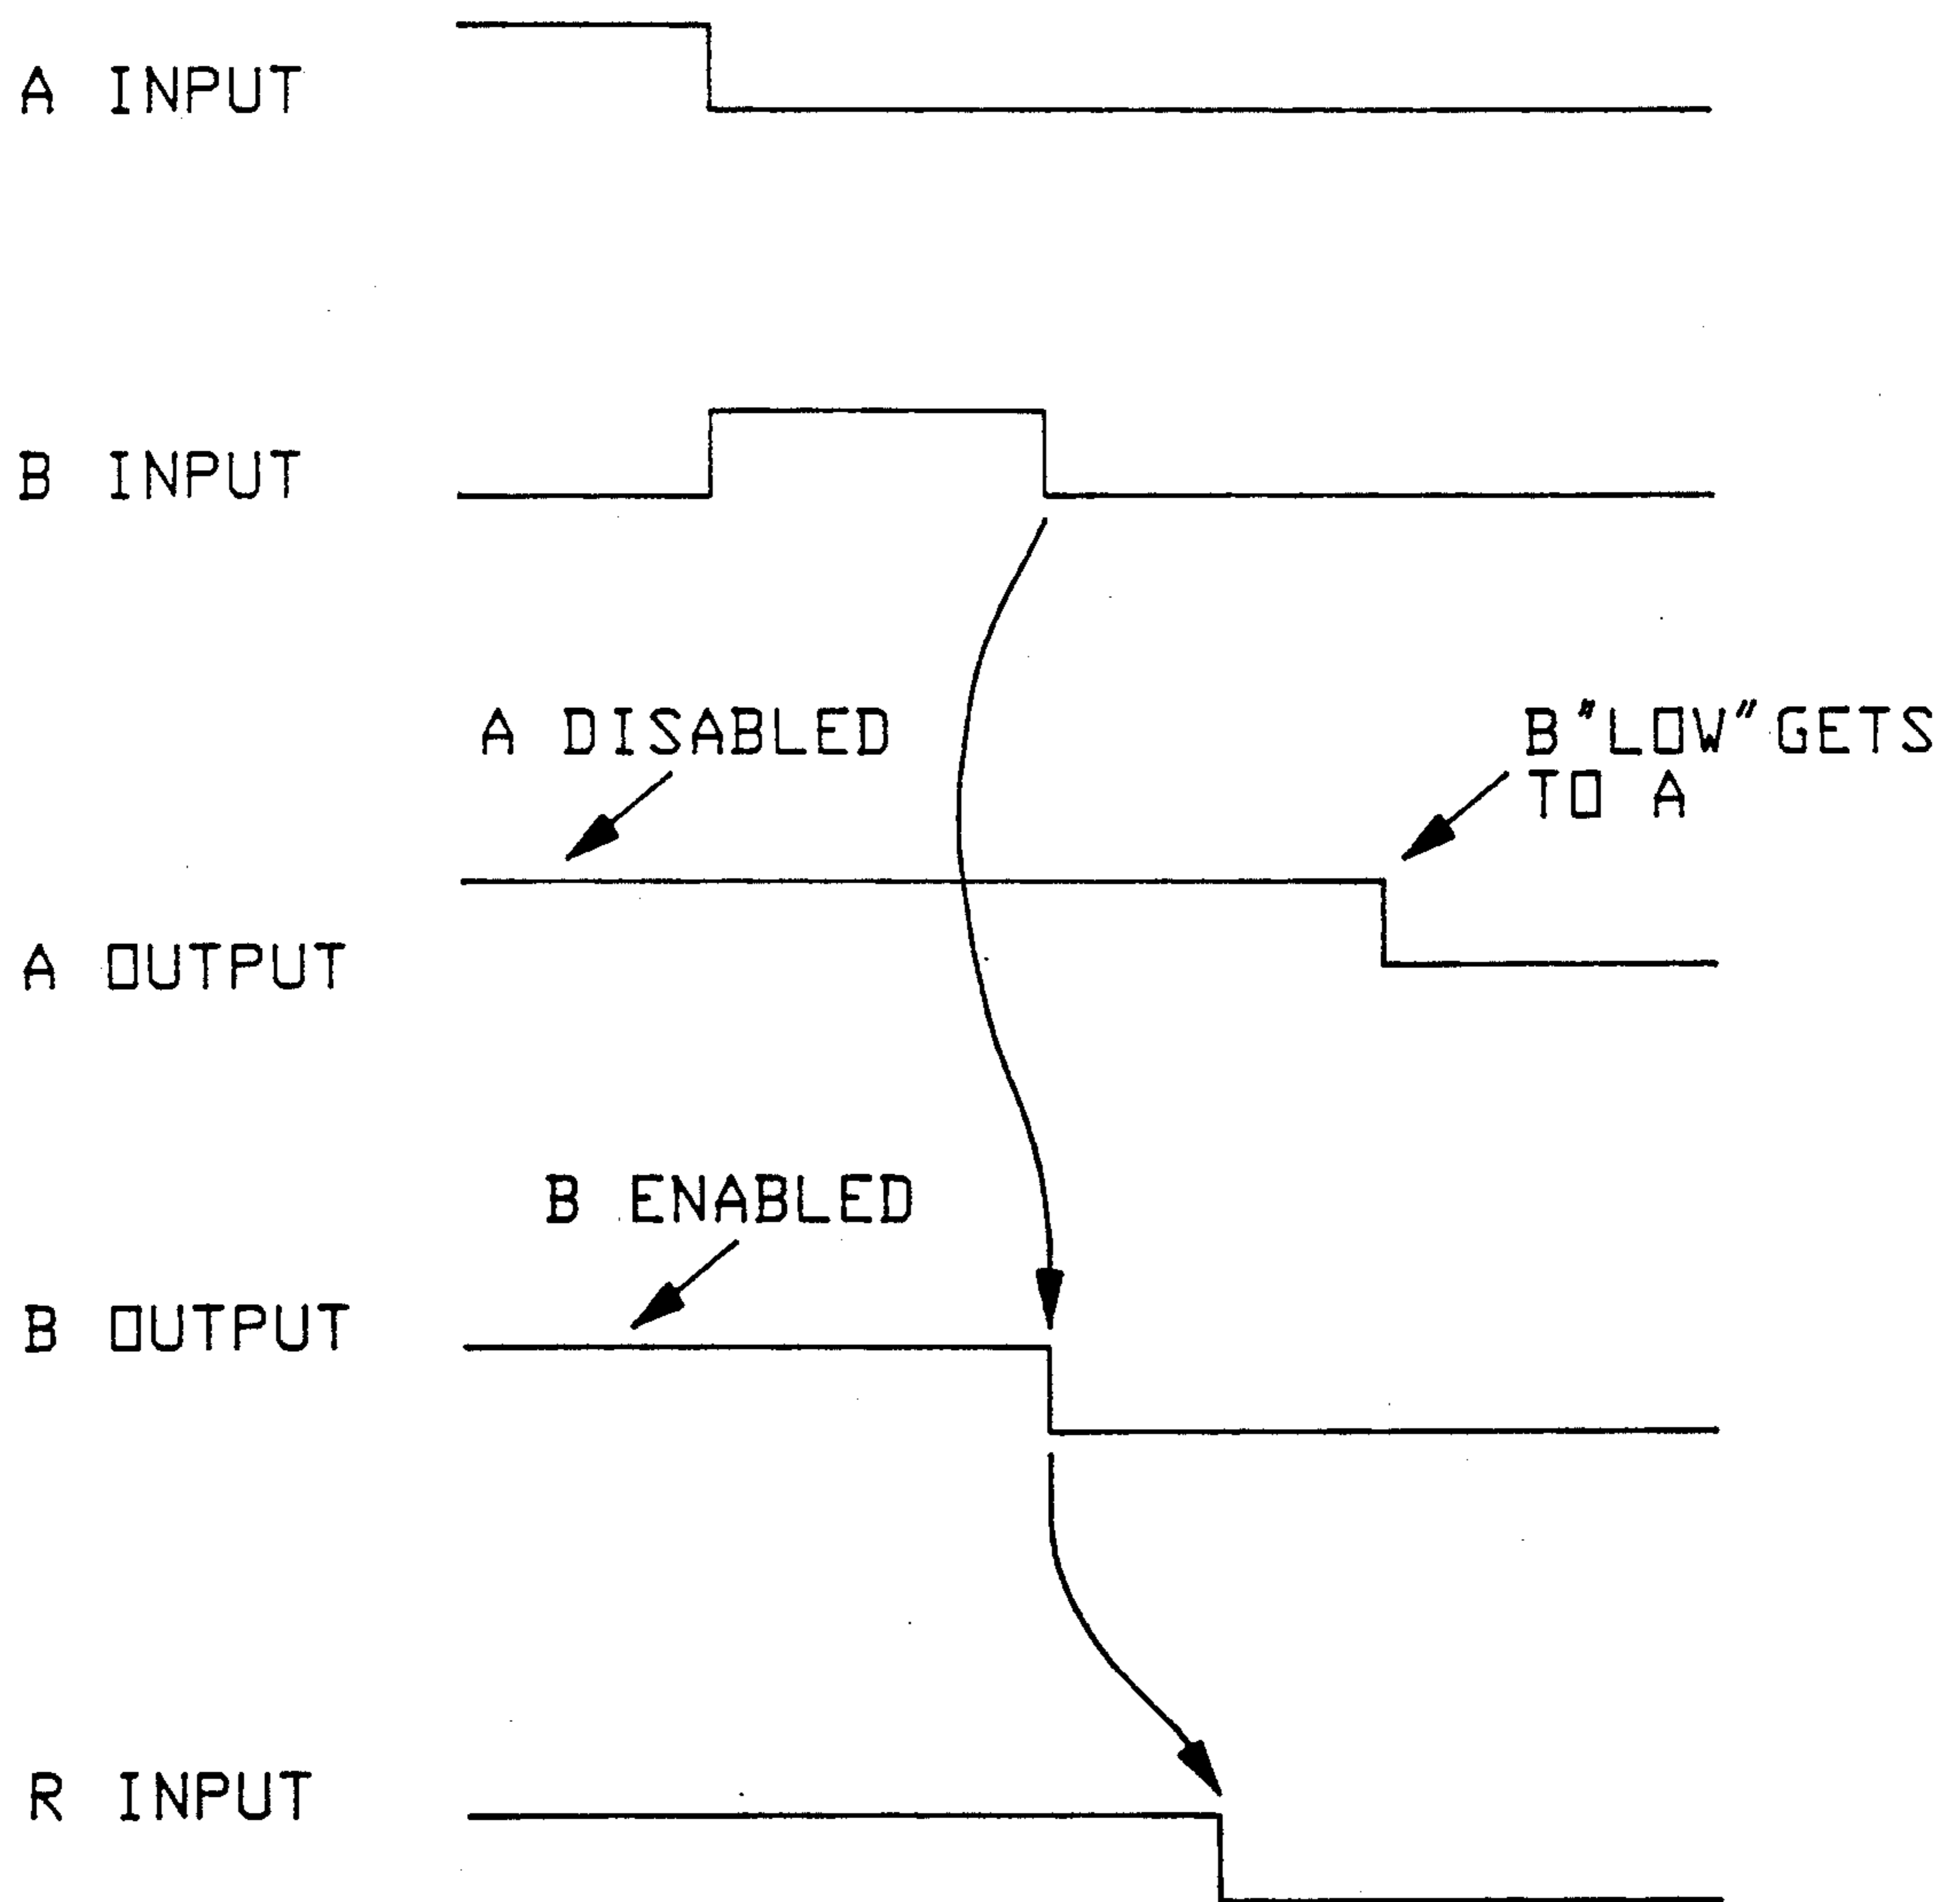 A INPUT
B INPUT
A DISABLED
B "LOW" GETS
TO A
A OUTPUT
B ENABLED
B OUTPUT
R INPUT